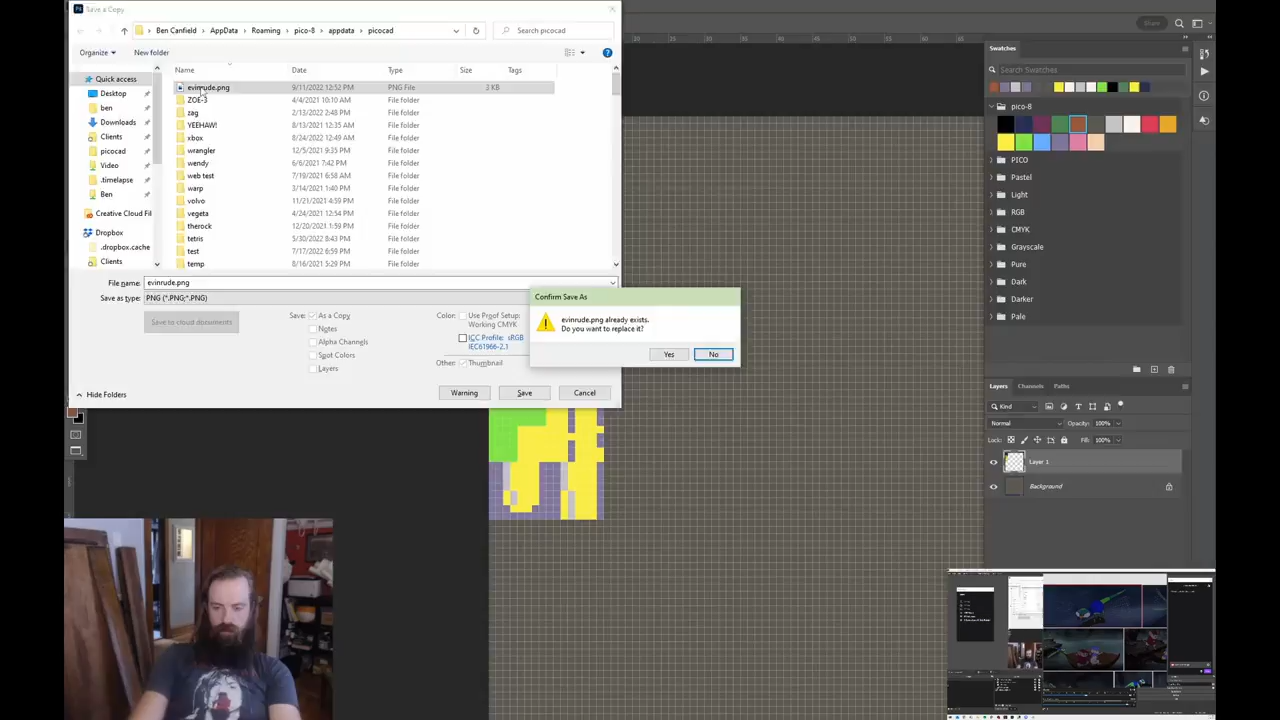 Save a Copy
Ben Canfield
AppData
Roaming
pico-8
appdata
picocad
Search picocad
Share
Organize
New folder
Name
Date
Type
Size
Tags
Quick access
Desktop
ben
Downloads
Clients
picocad
Video
.timelapse
Ben
Creative Cloud Fil
Dropbox
.dropbox.cache
Clients
evinrude.png 9/11/2022 12:52 PM PNG File 3 KB
ZOE-3 4/4/2021 10:10 AM File folder
zag 2/13/2022 2:48 PM File folder
YEEHAW! 8/13/2021 12:35 AM File folder
xbox 8/24/2022 12:49 AM File folder
wrangler 12/5/2021 9:35 PM File folder
wendy 6/6/2021 7:42 PM File folder
web test 7/19/2021 6:58 AM File folder
warp 3/14/2021 1:40 PM File folder
volvo 11/21/2021 4:59 PM File folder
vegeta 4/24/2021 12:54 PM File folder
therock 12/20/2021 1:59 PM File folder
tetris 5/30/2022 8:43 PM File folder
test 7/17/2022 6:59 PM File folder
temp 8/16/2021 5:29 PM File folder
File name: evinrude.png
Save as type: PNG (*.PNG;*.PNG)
Save to cloud documents
Save: As a Copy
Notes
Alpha Channels
Spot Colors
Layers
Color: Use Proof Setup:
Working CMYK
ICC Profile: sRGB
IEC61966-2.1
Other: Thumbnail
Hide Folders
Warning
Save
Cancel
Confirm Save As
evinrude.png already exists.
Do you want to replace it?
Yes
No
20 25 30 35 40 45 50 55 60 65
Swatches
Search Swatches
pico-8
PICO
Pastel
Light
RGB
CMYK
Grayscale
Pure
Dark
Darker
Pale
Layers
Channels
Paths
Kind
Normal
Opacity: 100%
Lock:
Fill: 100%
Layer 1
Background